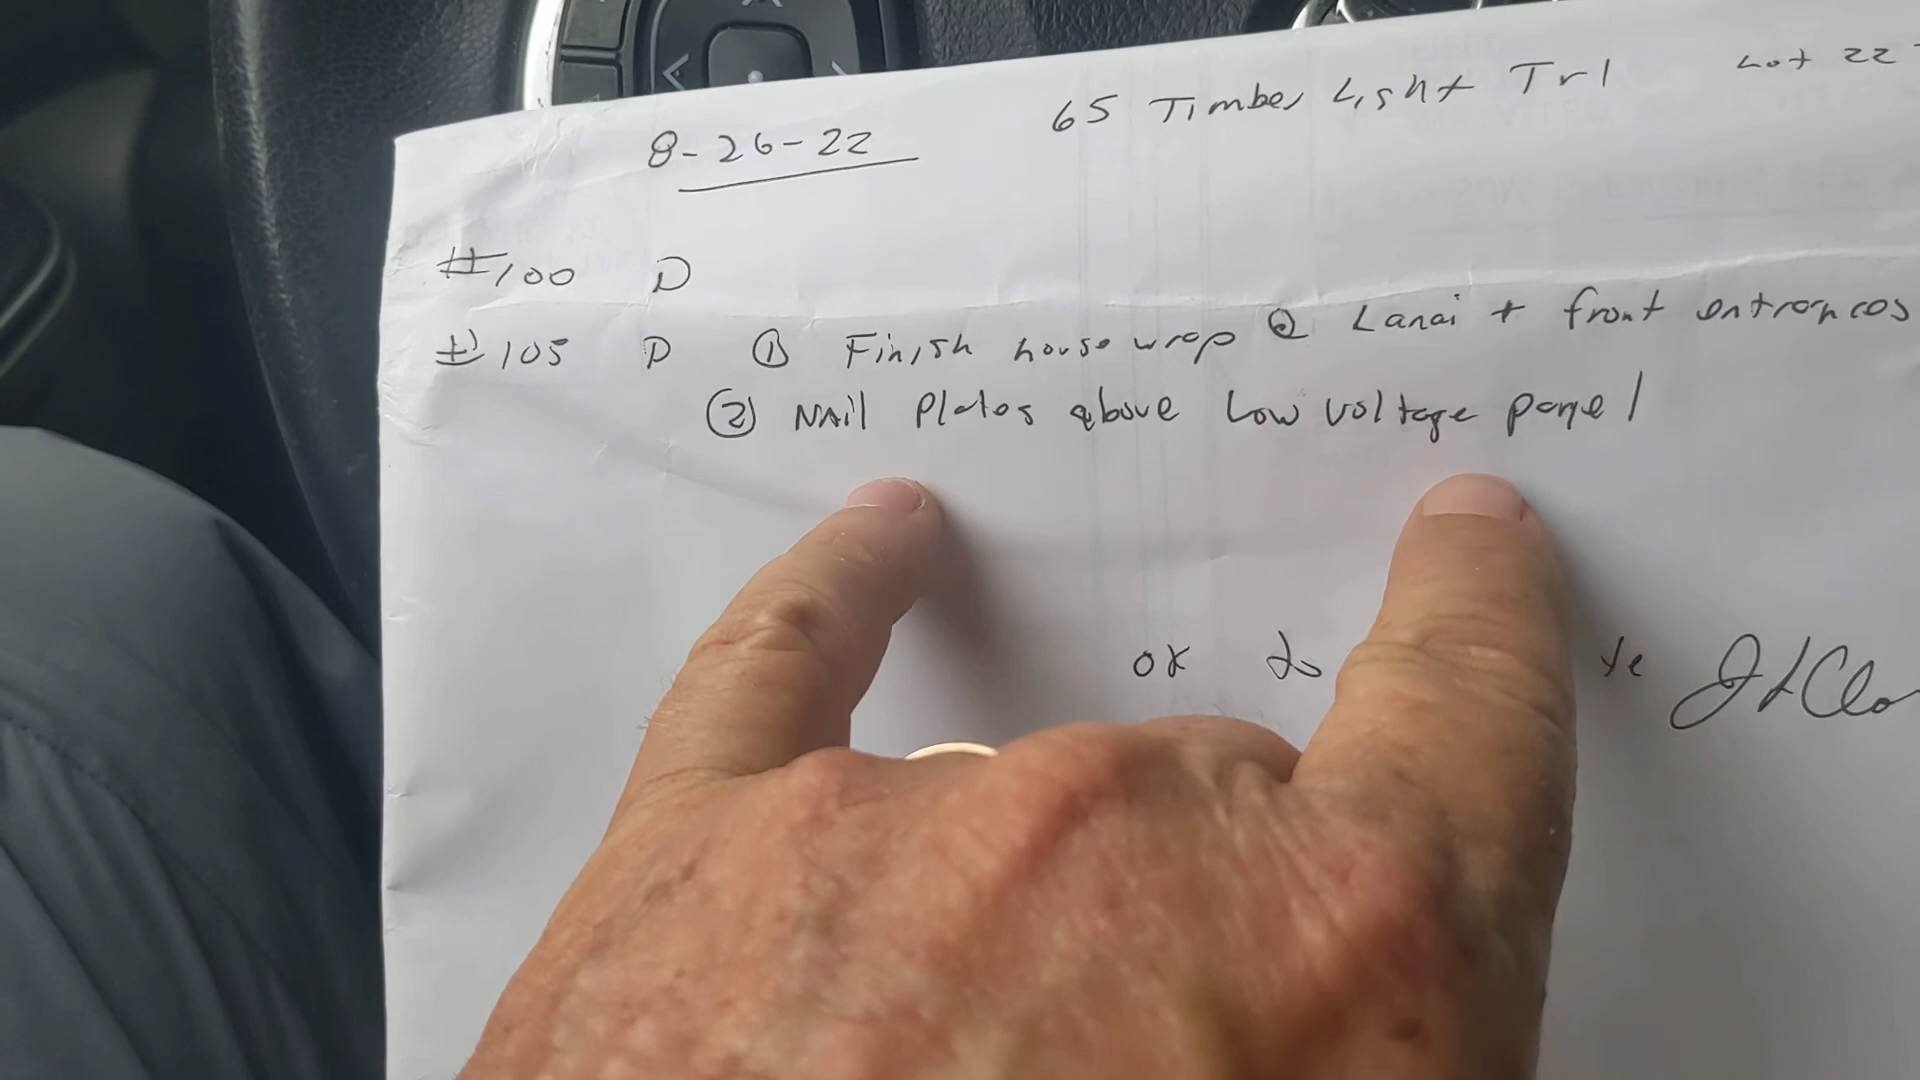 65 Timber Light Trl Lot 22
8-26-22
#100 D
#105 D ① Finish house wrap @ Lanai + front entrances
② Nail Plates above Low voltage panel
ok to